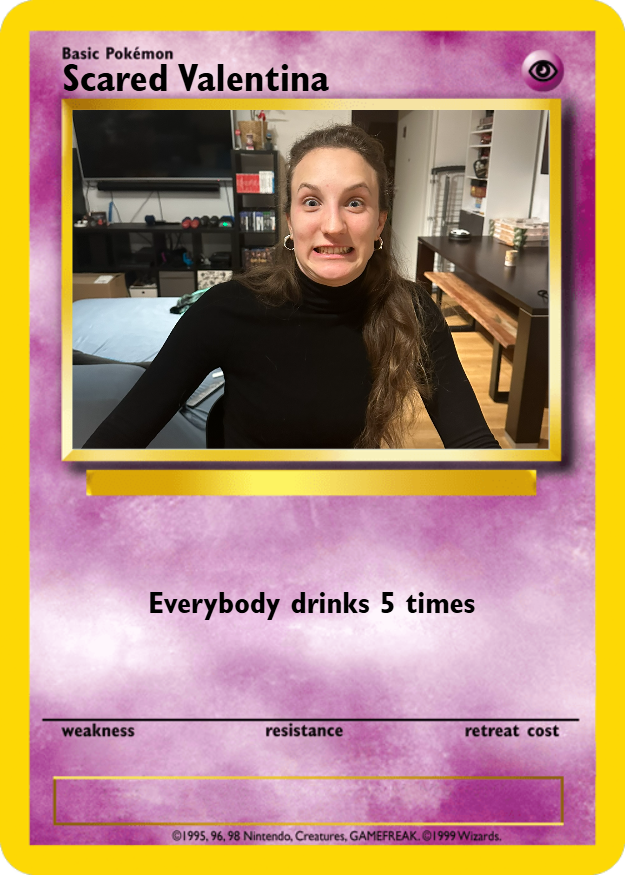 Basic Pokémon
Scared Valentina
Everybody drinks 5 times
weakness resistance retreat cost
©1995, 96, 98 Nintendo, Creatures, GAMEFREAK. ©1999 Wizards.